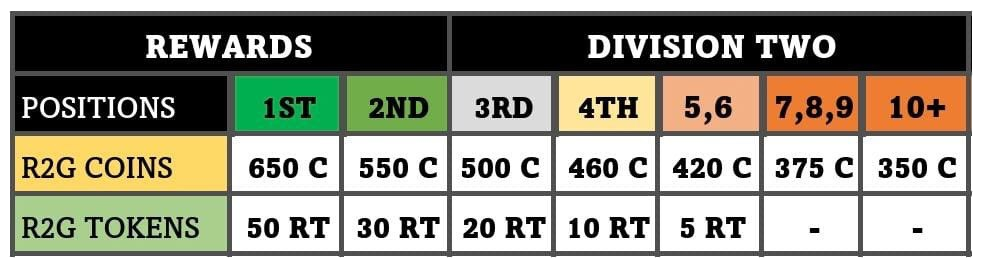 REWARDS DIVISION TWO
POSITIONS 1ST 2ND 3RD 4TH 5,6 7,8,9 10+
R2G COINS 650 C 550 C 500 C 460 C 420 C 375 C 350 C
R2G TOKENS 50 RT 30 RT 20 RT 10 RT 5 RT - -